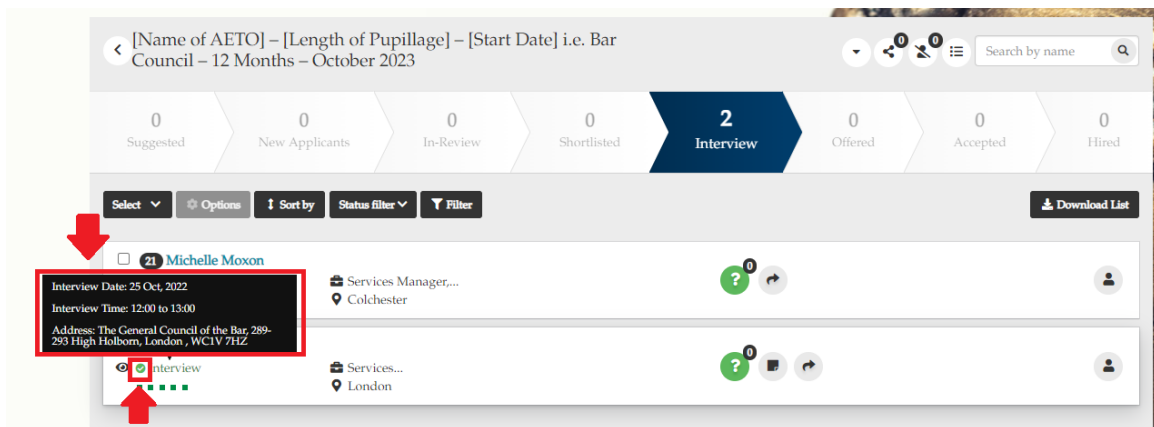 [Name of AETO] – [Length of Pupillage] – [Start Date] i.e. Bar
Council – 12 Months – October 2023
0
0
Search by name
0
Suggested
0
New Applicants
0
In-Review
0
Shortlisted
2
Interview
0
Offered
0
Accepted
0
Hired
Select
Options
Sort by
Status filter
Filter
Download List
21 Michelle Moxon
Services Manager,...
Colchester
? 0
Interview Date: 25 Oct, 2022
Interview Time: 12:00 to 13:00
Address: The General Council of the Bar, 289-
293 High Holborn, London , WC1V 7HZ
Interview
Services...
London
? 0